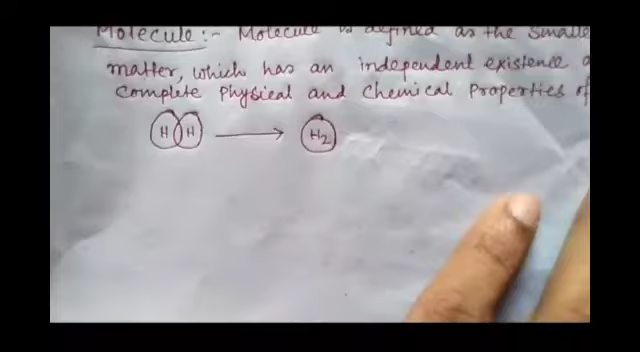 Molecule :- Molecule is defined as the smalle
matter, which has an independent existence
complete Physical and Chemical Properties of
H H → H2